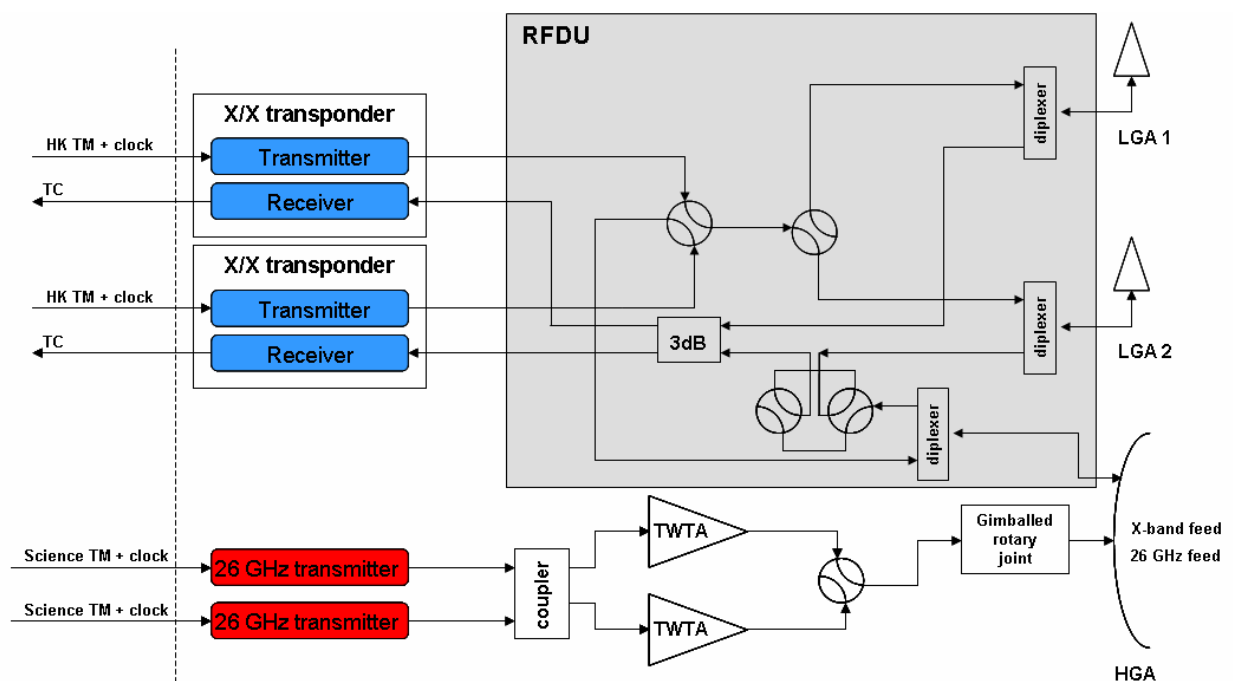 RFDU
X/X transponder
HK TM + clock
Transmitter
TC
Receiver
diplexer
LGA 1
X/X transponder
HK TM + clock
Transmitter
TC
Receiver
3dB
diplexer
LGA 2
diplexer
Science TM + clock
26 GHz transmitter
Science TM + clock
26 GHz transmitter
coupler
TWTA
TWTA
Gimballed
rotary
joint
X-band feed
26 GHz feed
HGA